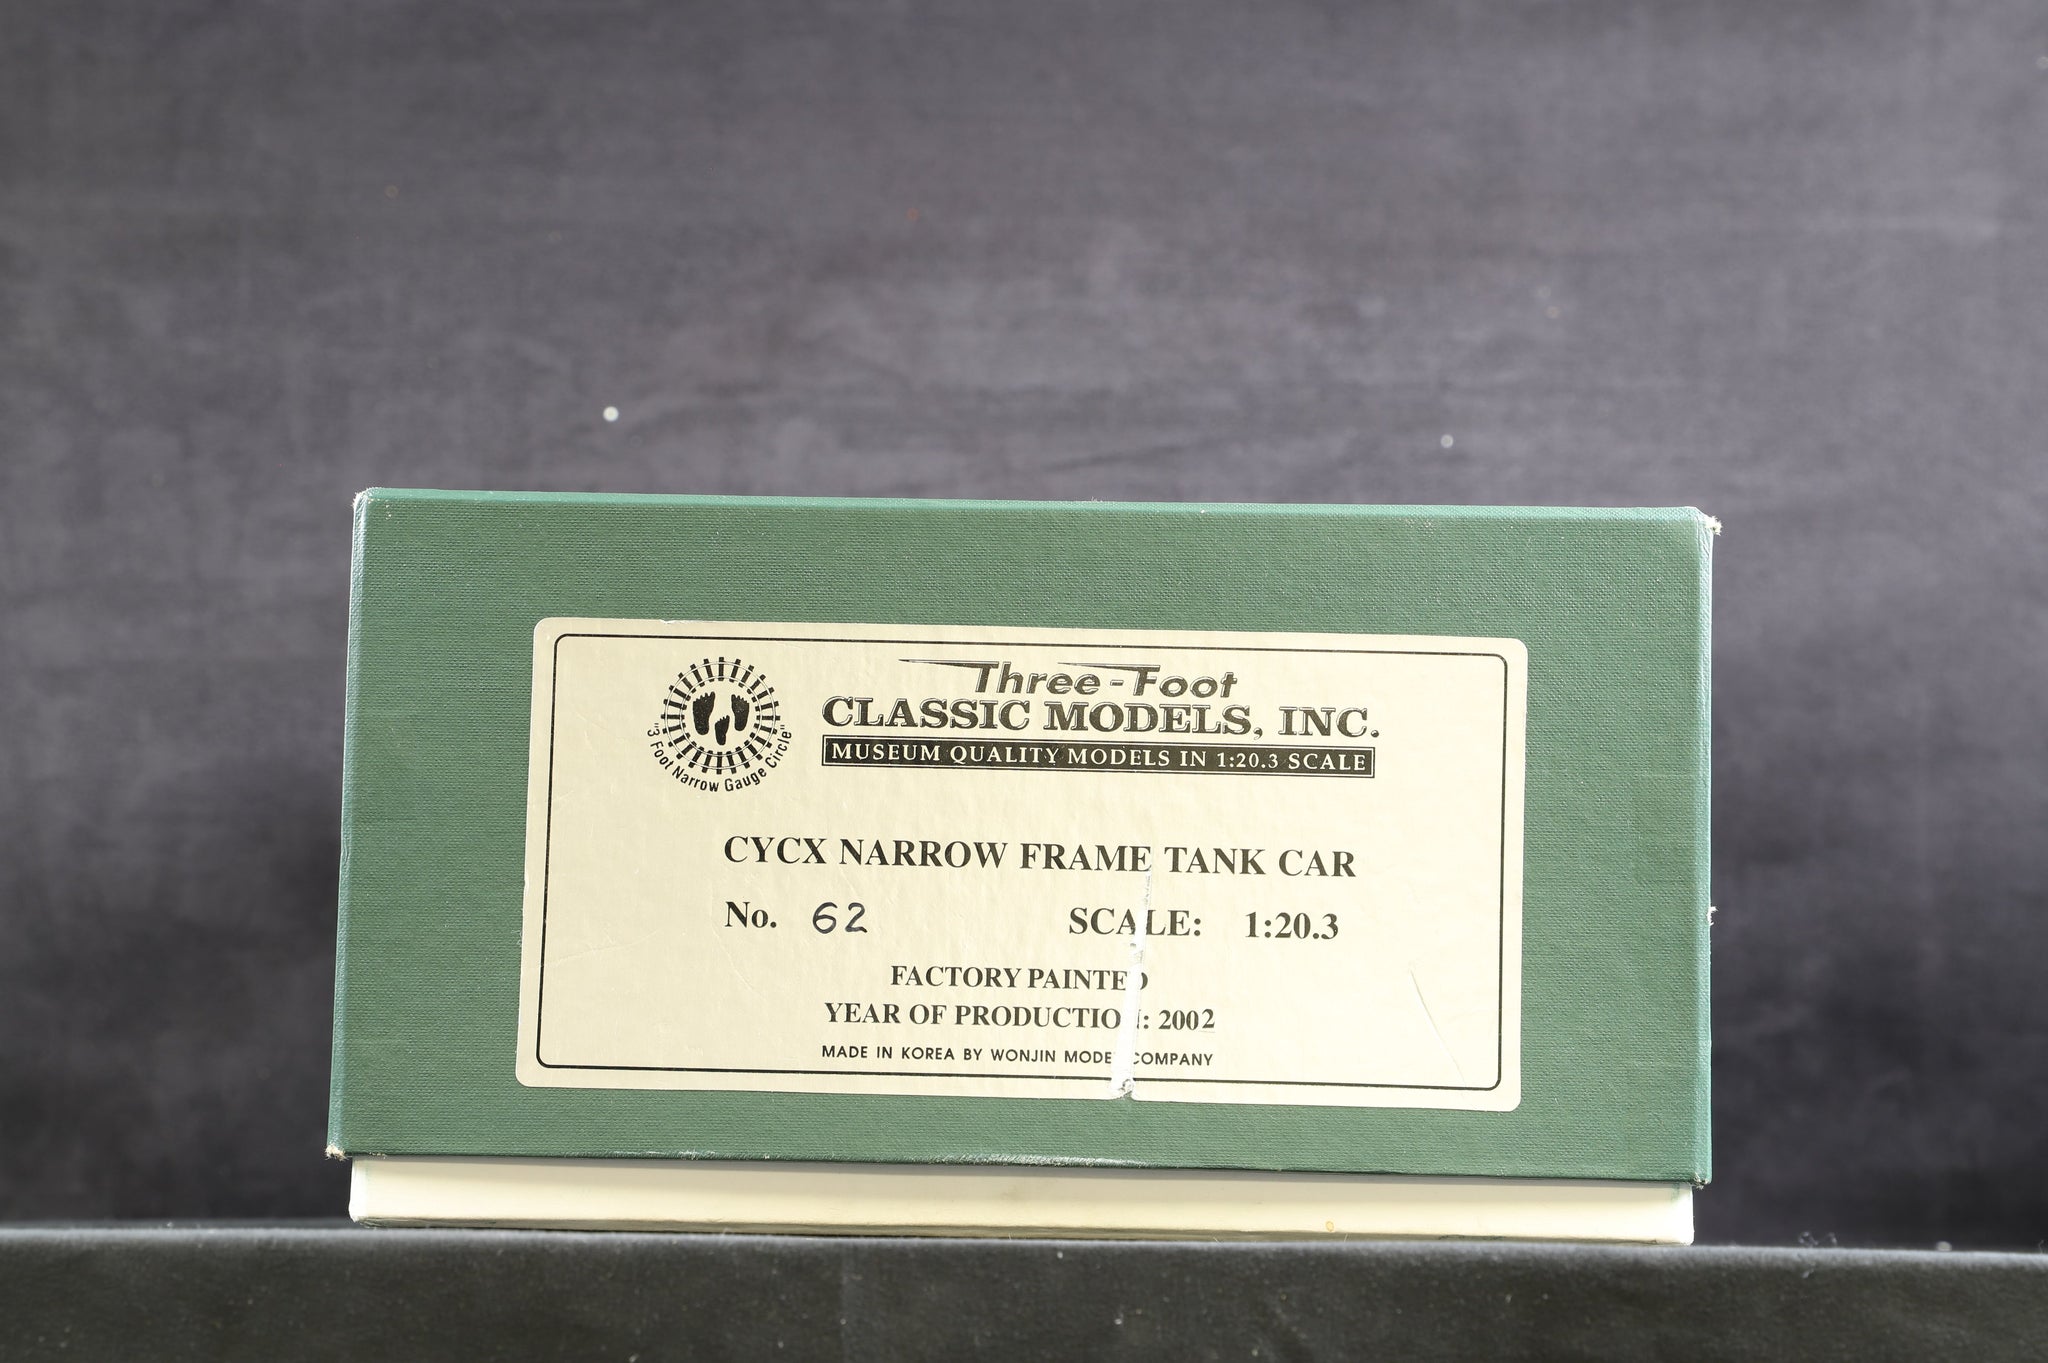 "3 Foot Narrow Gauge Circle"
Three-Foot
CLASSIC MODELS, INC.
MUSEUM QUALITY MODELS IN 1:20.3 SCALE
CYCX NARROW FRAME TANK CAR
No. 62 SCALE: 1:20.3
FACTORY PAINTED
YEAR OF PRODUCTION: 2002
MADE IN KOREA BY WONJIN MODEL COMPANY